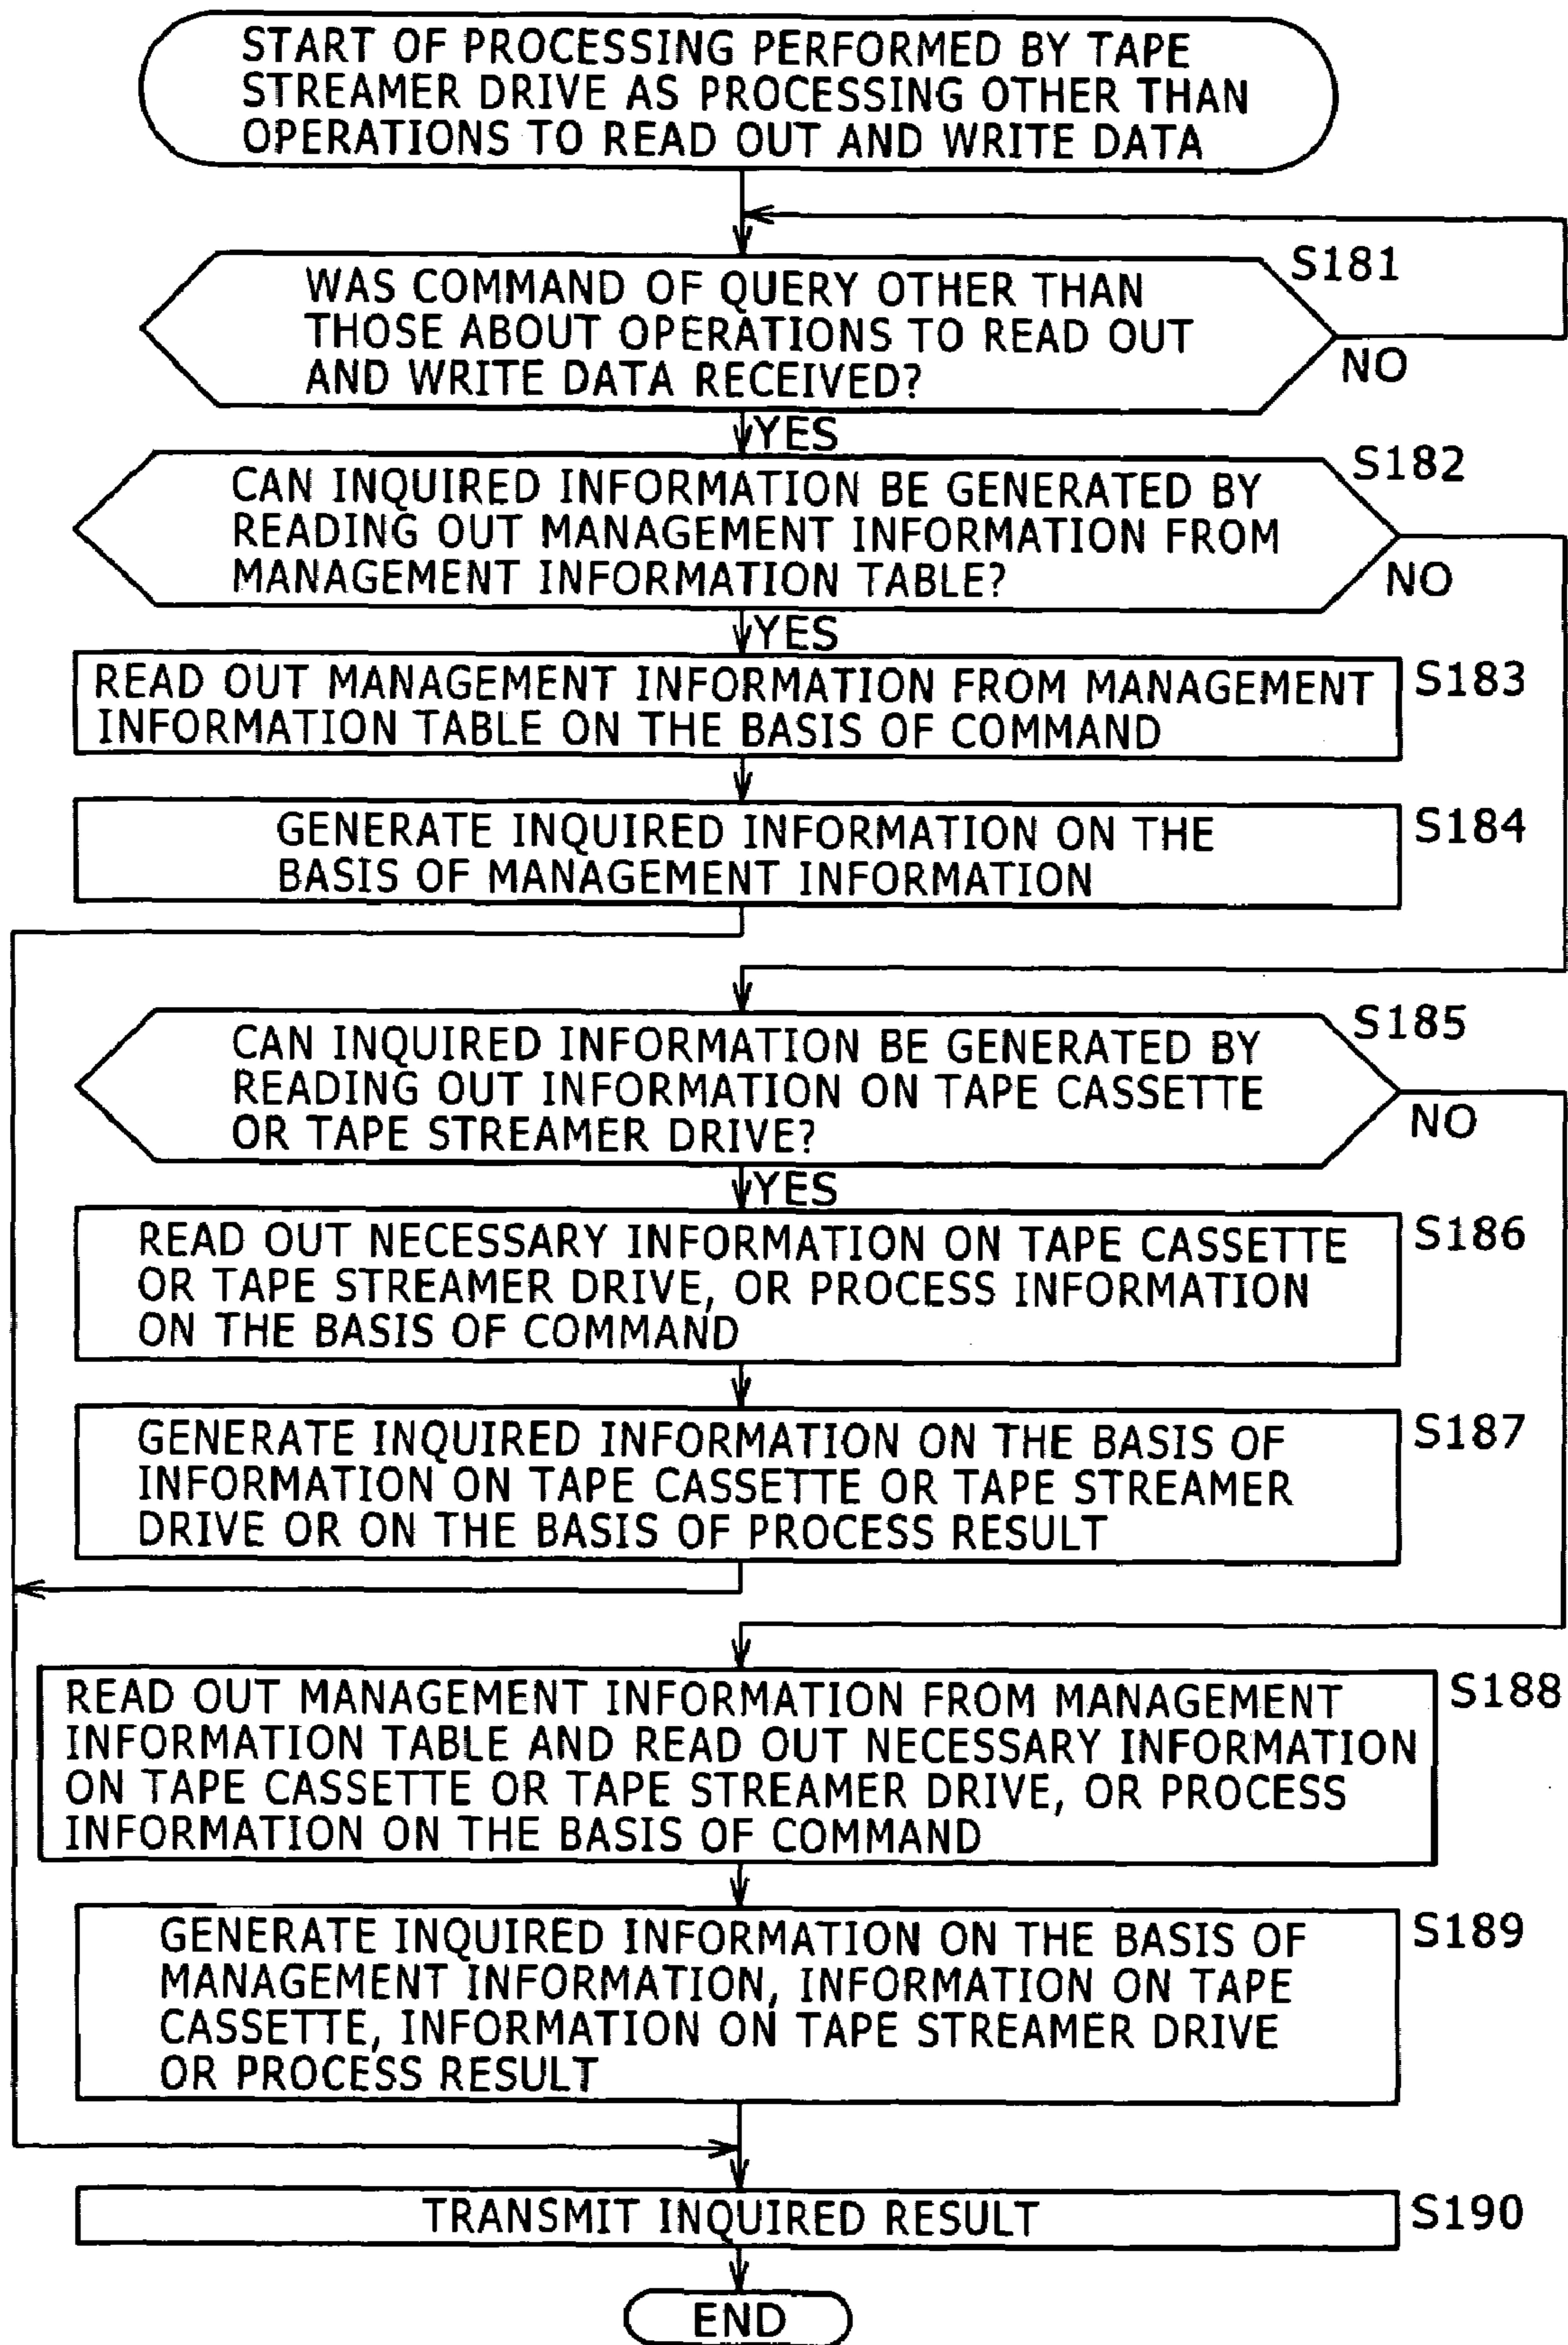 START OF PROCESSING PERFORMED BY TAPE
STREAMER DRIVE AS PROCESSING OTHER THAN
OPERATIONS TO READ OUT AND WRITE DATA
S181
WAS COMMAND OF QUERY OTHER THAN
THOSE ABOUT OPERATIONS TO READ OUT
AND WRITE DATA RECEIVED?
NO
YES
S182
CAN INQUIRED INFORMATION BE GENERATED BY
READING OUT MANAGEMENT INFORMATION FROM
MANAGEMENT INFORMATION TABLE?
NO
YES
READ OUT MANAGEMENT INFORMATION FROM MANAGEMENT
INFORMATION TABLE ON THE BASIS OF COMMAND
S183
GENERATE INQUIRED INFORMATION ON THE
BASIS OF MANAGEMENT INFORMATION
S184
S185
CAN INQUIRED INFORMATION BE GENERATED BY
READING OUT INFORMATION ON TAPE CASSETTE
OR TAPE STREAMER DRIVE?
NO
YES
READ OUT NECESSARY INFORMATION ON TAPE CASSETTE
OR TAPE STREAMER DRIVE, OR PROCESS INFORMATION
ON THE BASIS OF COMMAND
S186
GENERATE INQUIRED INFORMATION ON THE BASIS OF
INFORMATION ON TAPE CASSETTE OR TAPE STREAMER
DRIVE OR ON THE BASIS OF PROCESS RESULT
S187
READ OUT MANAGEMENT INFORMATION FROM MANAGEMENT
INFORMATION TABLE AND READ OUT NECESSARY INFORMATION
ON TAPE CASSETTE OR TAPE STREAMER DRIVE, OR PROCESS
INFORMATION ON THE BASIS OF COMMAND
S188
GENERATE INQUIRED INFORMATION ON THE BASIS OF
MANAGEMENT INFORMATION, INFORMATION ON TAPE
CASSETTE, INFORMATION ON TAPE STREAMER DRIVE
OR PROCESS RESULT
S189
TRANSMIT INQUIRED RESULT
S190
END